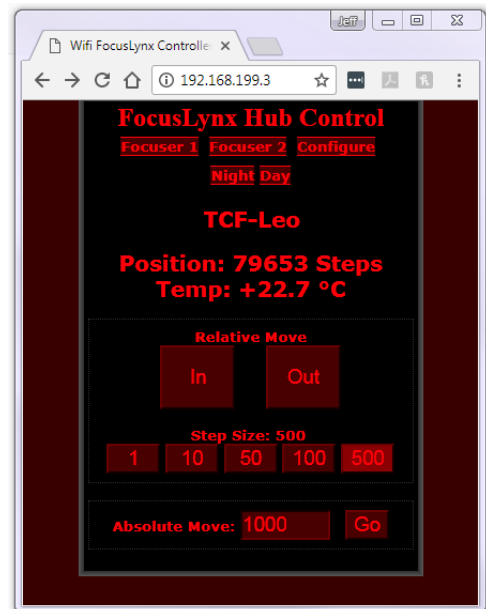 Jeff
Wifi FocusLynx Controlle
192.168.199.3
FocusLynx Hub Control
Focuser 1 Focuser 2 Configure
Night Day
TCF-Leo
Position: 79653 Steps
Temp: +22.7 °C
Relative Move
In Out
Step Size: 500
1 10 50 100 500
Absolute Move: 1000 Go